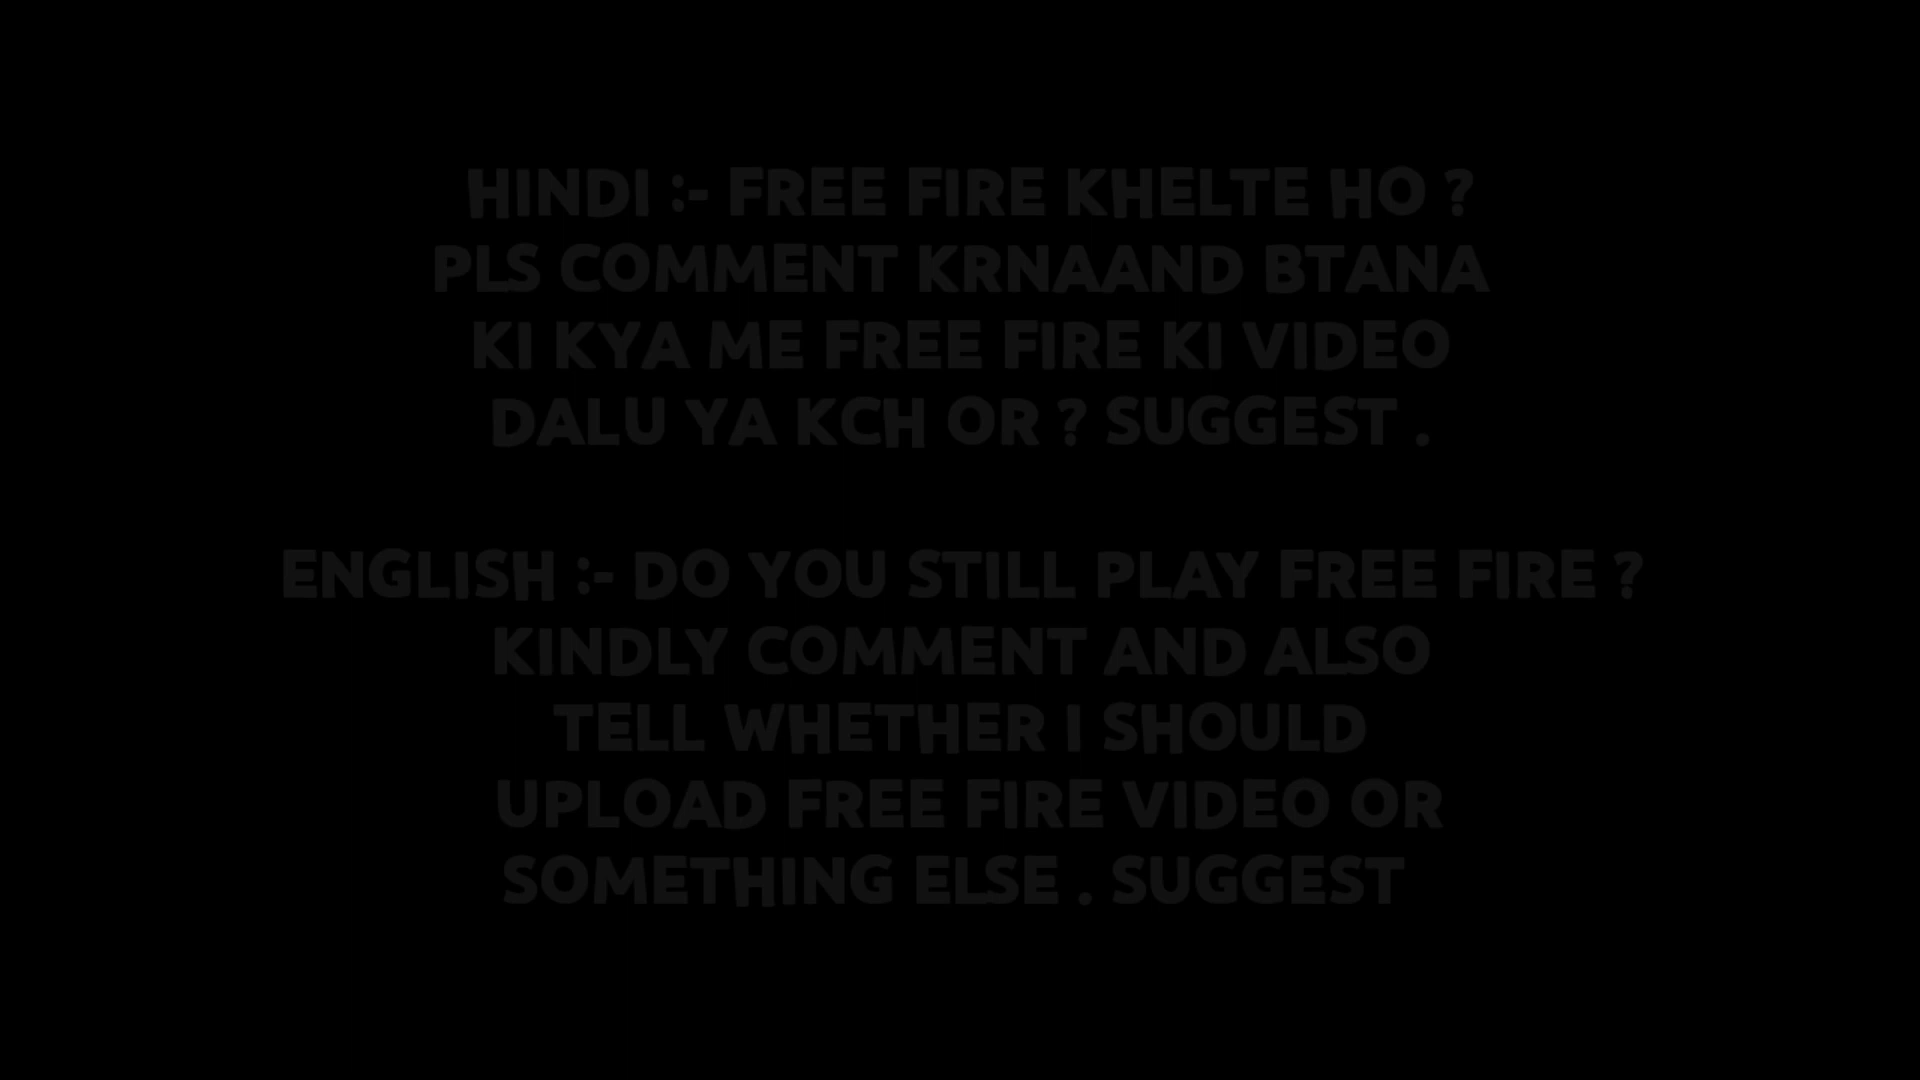 HINDI :- FREE FIRE KHELTE HO ?
PLS COMMENT KRNAAND BTANA
KI KYA ME FREE FIRE KI VIDEO
DALU YA KCH OR ? SUGGEST .
ENGLISH :- DO YOU STILL PLAY FREE FIRE ?
KINDLY COMMENT AND ALSO
TELL WHETHER I SHOULD
UPLOAD FREE FIRE VIDEO OR
SOMETHING ELSE . SUGGEST